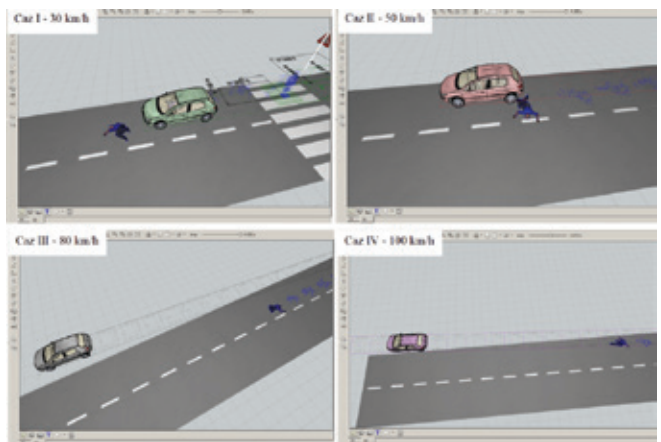 Caz I - 30 km/h
Caz II - 50 km/h
Caz III - 80 km/h
Caz IV - 100 km/h